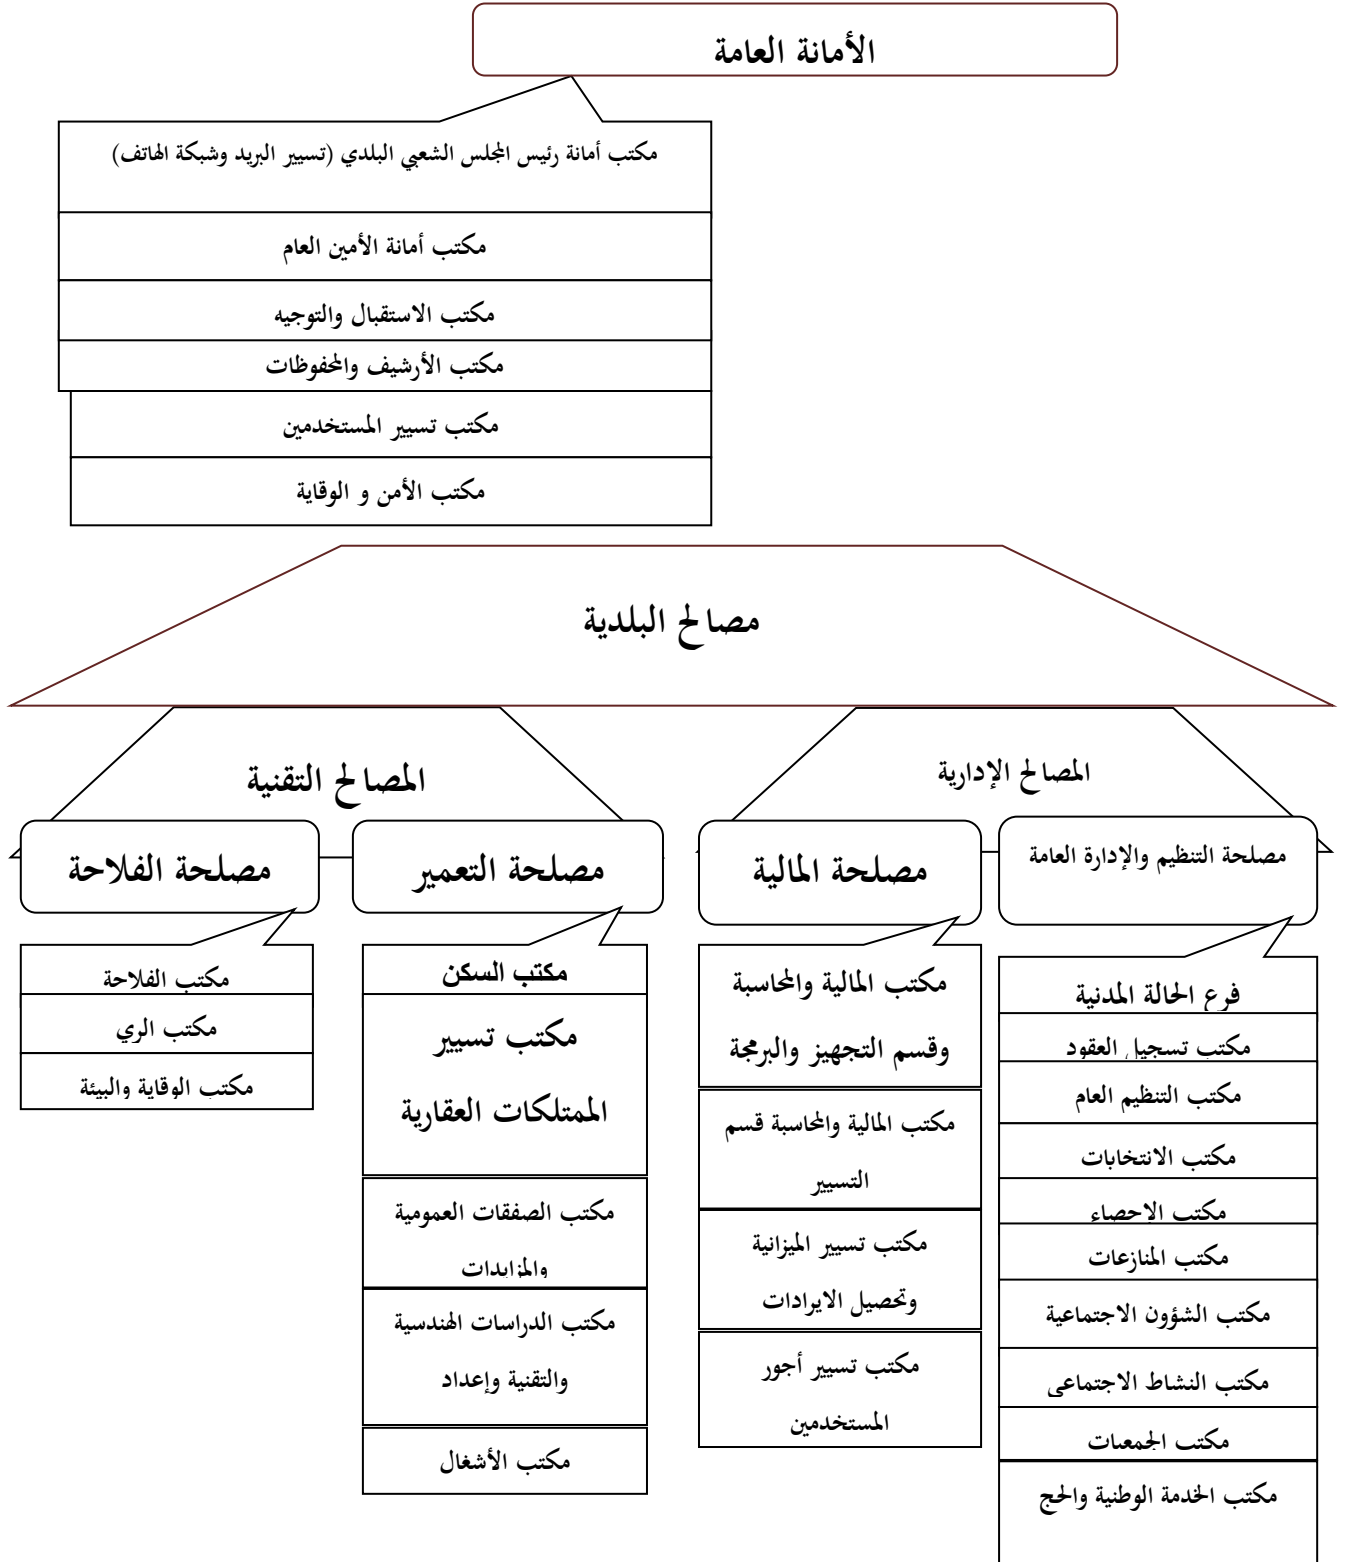 الأمانة العامة
مكتب أمانة رئيس المجلس الشعبي البلدي (تسيير البريد وشبكة الهاتف)
مكتب أمانة الأمين العام
مكتب الاستقبال والتوجيه
مكتب الأرشيف والمحفوظات
مكتب تسيير المستخدمين
مكتب الأمن و الوقاية
مصالح البلدية
المصالح الإدارية
المصالح التقنية
مصلحة التنظيم والإدارة العامة
فرع الحالة المدنية
مكتب تسجيل العقود
مكتب التنظيم العام
مكتب الانتخابات
مكتب الاحصاء
مكتب المنازعات
مكتب الشؤون الاجتماعية
مكتب النشاط الاجتماعي
مكتب الجمعيات
مكتب الخدمة الوطنية والحج
مصلحة المالية
مكتب المالية والمحاسبة
وقسم التجهيز والبرمجة
مكتب المالية والمحاسبة قسم
التسيير
مكتب تسيير الميزانية
وتحصيل الايرادات
مكتب تسيير أجور
المستخدمين
مصلحة التعمير
مكتب السكن
مكتب تسيير
الممتلكات العقارية
مكتب الصفقات العمومية
والمزايدات
مكتب الدراسات الهندسية
والتقنية وإعداد
مكتب الأشغال
مصلحة الفلاحة
مكتب الفلاحة
مكتب الري
مكتب الوقاية والبيئة